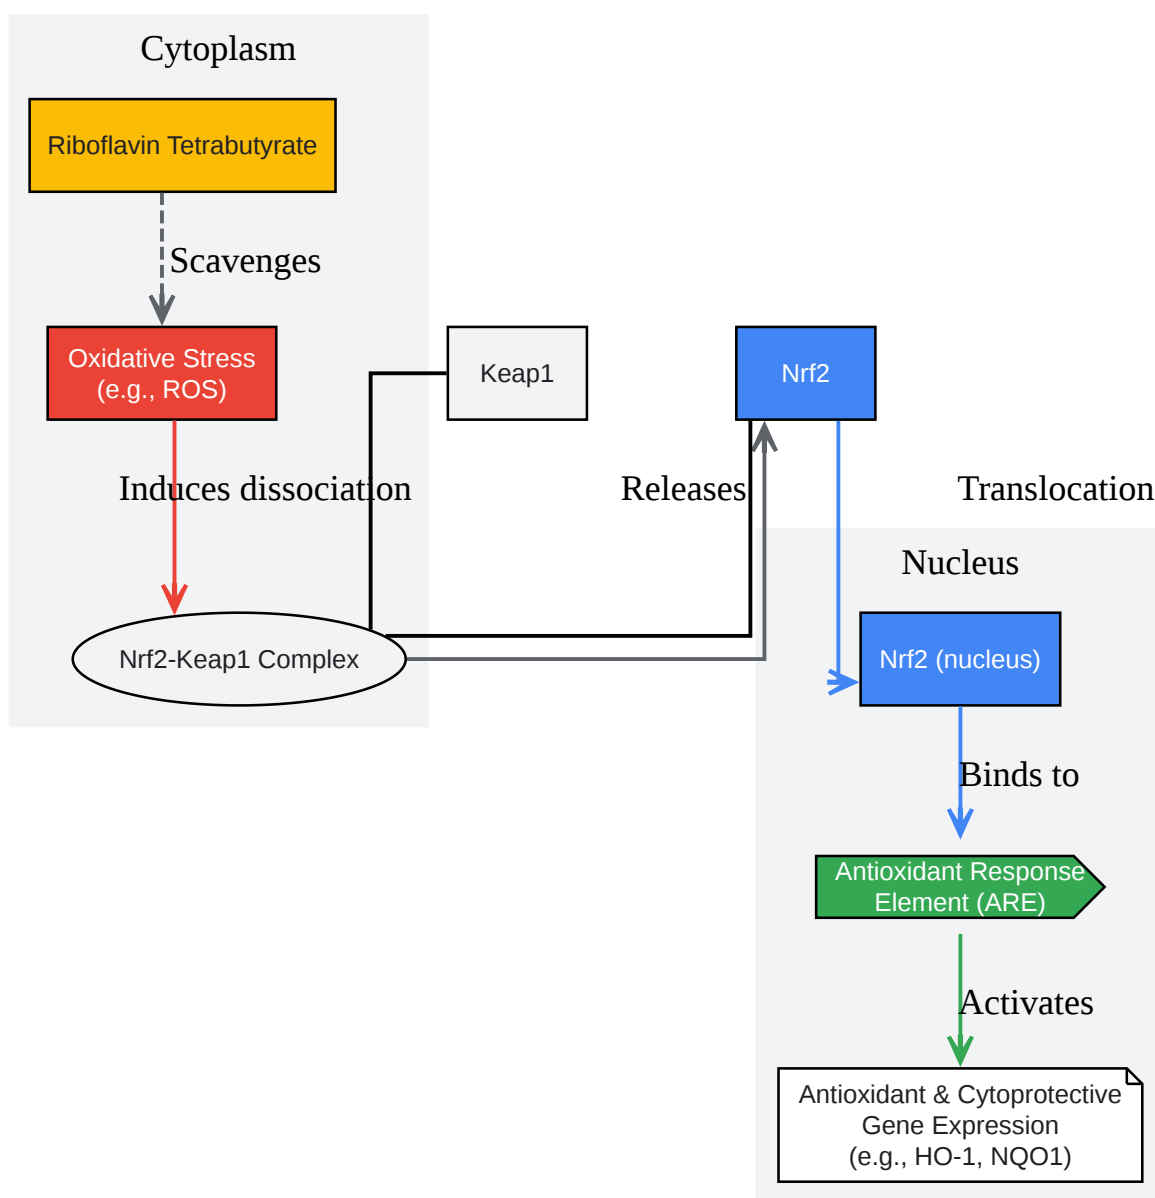 Cytoplasm
Riboflavin Tetrabutyrate
Scavenges
Oxidative Stress
(e.g., ROS)
Keap1
Nrf2
Induces dissociation
Releases
Translocation
Nucleus
Nrf2-Keap1 Complex
Nrf2 (nucleus)
Binds to
Antioxidant Response
Element (ARE)
Activates
Antioxidant & Cytoprotective
Gene Expression
(e.g., HO-1, NQO1)